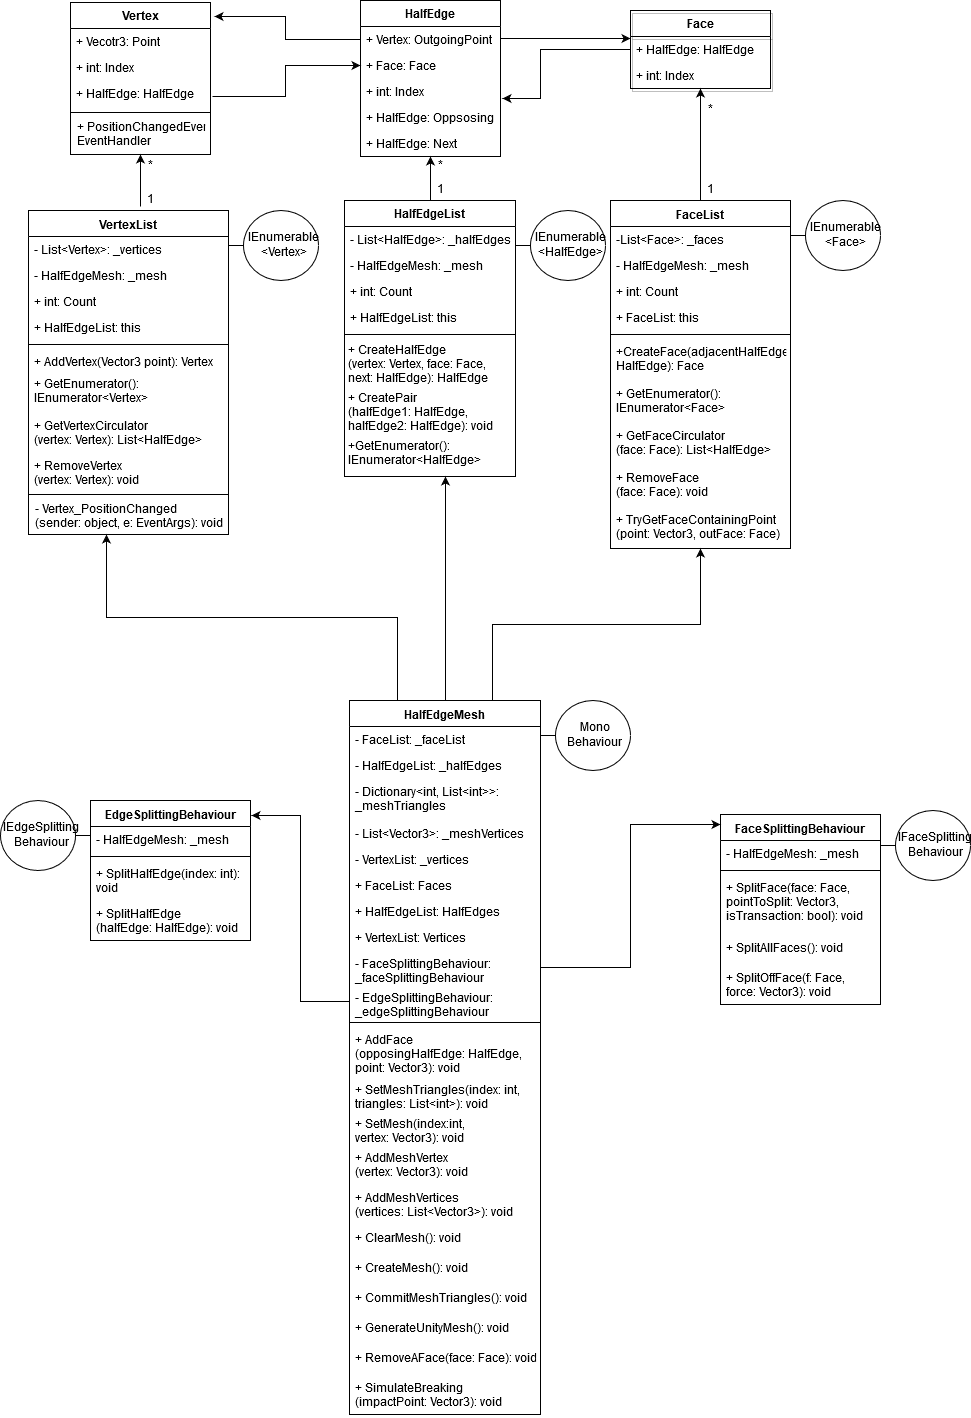 Vertex
+ Vecotr3: Point
+ int: Index
+ HalfEdge: HalfEdge
+ PositionChangedEver
EventHandler
HalfEdge
+ Vertex: OutgoingPoint
+ Face: Face
+ int: Index
+ HalfEdge: Oppsosing
+ HalfEdge: Next
Face
+ HalfEdge: HalfEdge
+ int: Index
*
1
*
1
*
1
VertexList
- List<Vertex>: _vertices
- HalfEdgeMesh: _mesh
+ int: Count
+ HalfEdgeList: this
+ AddVertex(Vector3 point): Vertex
+ GetEnumerator():
IEnumerator<Vertex>
+ GetVertexCirculator
(vertex: Vertex): List<HalfEdge>
+ RemoveVertex
(vertex: Vertex): void
- Vertex_PositionChanged
(sender: object, e: EventArgs): void
IEnumerable
<Vertex>
HalfEdgeList
- List<HalfEdge>: _halfEdges
- HalfEdgeMesh: _mesh
+ int: Count
+ HalfEdgeList: this
+ CreateHalfEdge
(vertex: Vertex, face: Face,
next: HalfEdge): HalfEdge
+ CreatePair
(halfEdge1: HalfEdge,
halfEdge2: HalfEdge): void
+GetEnumerator():
IEnumerator<HalfEdge>
IEnumerable
<HalfEdge>
FaceList
-List<Face>: _faces
- HalfEdgeMesh: _mesh
+ int: Count
+ FaceList: this
+CreateFace(adjacentHalfEdge
HalfEdge): Face
+ GetEnumerator():
IEnumerator<Face>
+ GetFaceCirculator
(face: Face): List<HalfEdge>
+ RemoveFace
(face: Face): void
+ TryGetFaceContainingPoint
(point: Vector3, outFace: Face)
IEnumerable
<Face>
HalfEdgeMesh
- FaceList: _faceList
- HalfEdgeList: _halfEdges
- Dictionary<int, List<int>>:
_meshTriangles
- List<Vector3>: _meshVertices
- VertexList: _vertices
+ FaceList: Faces
+ HalfEdgeList: HalfEdges
+ VertexList: Vertices
- FaceSplittingBehaviour:
_faceSplittingBehaviour
- EdgeSplittingBehaviour:
_edgeSplittingBehaviour
+ AddFace
(opposingHalfEdge: HalfEdge,
point: Vector3): void
+ SetMeshTriangles(index: int,
triangles: List<int>): void
+ SetMesh(index:int,
vertex: Vector3): void
+ AddMeshVertex
(vertex: Vector3): void
+ AddMeshVertices
(vertices: List<Vector3>): void
+ ClearMesh(): void
+ CreateMesh(): void
+ CommitMeshTriangles(): void
+ GenerateUnityMesh(): void
+ RemoveAFace(face: Face): void
+ SimulateBreaking
(impactPoint: Vector3): void
Mono
Behaviour
IEdgeSplitting
Behaviour
EdgeSplittingBehaviour
- HalfEdgeMesh: _mesh
+ SplitHalfEdge(index: int):
void
+ SplitHalfEdge
(halfEdge: HalfEdge): void
FaceSplittingBehaviour
- HalfEdgeMesh: _mesh
+ SplitFace(face: Face,
pointToSplit: Vector3,
isTransaction: bool): void
+ SplitAllFaces(): void
+ SplitOffFace(f: Face,
force: Vector3): void
IFaceSplitting
Behaviour